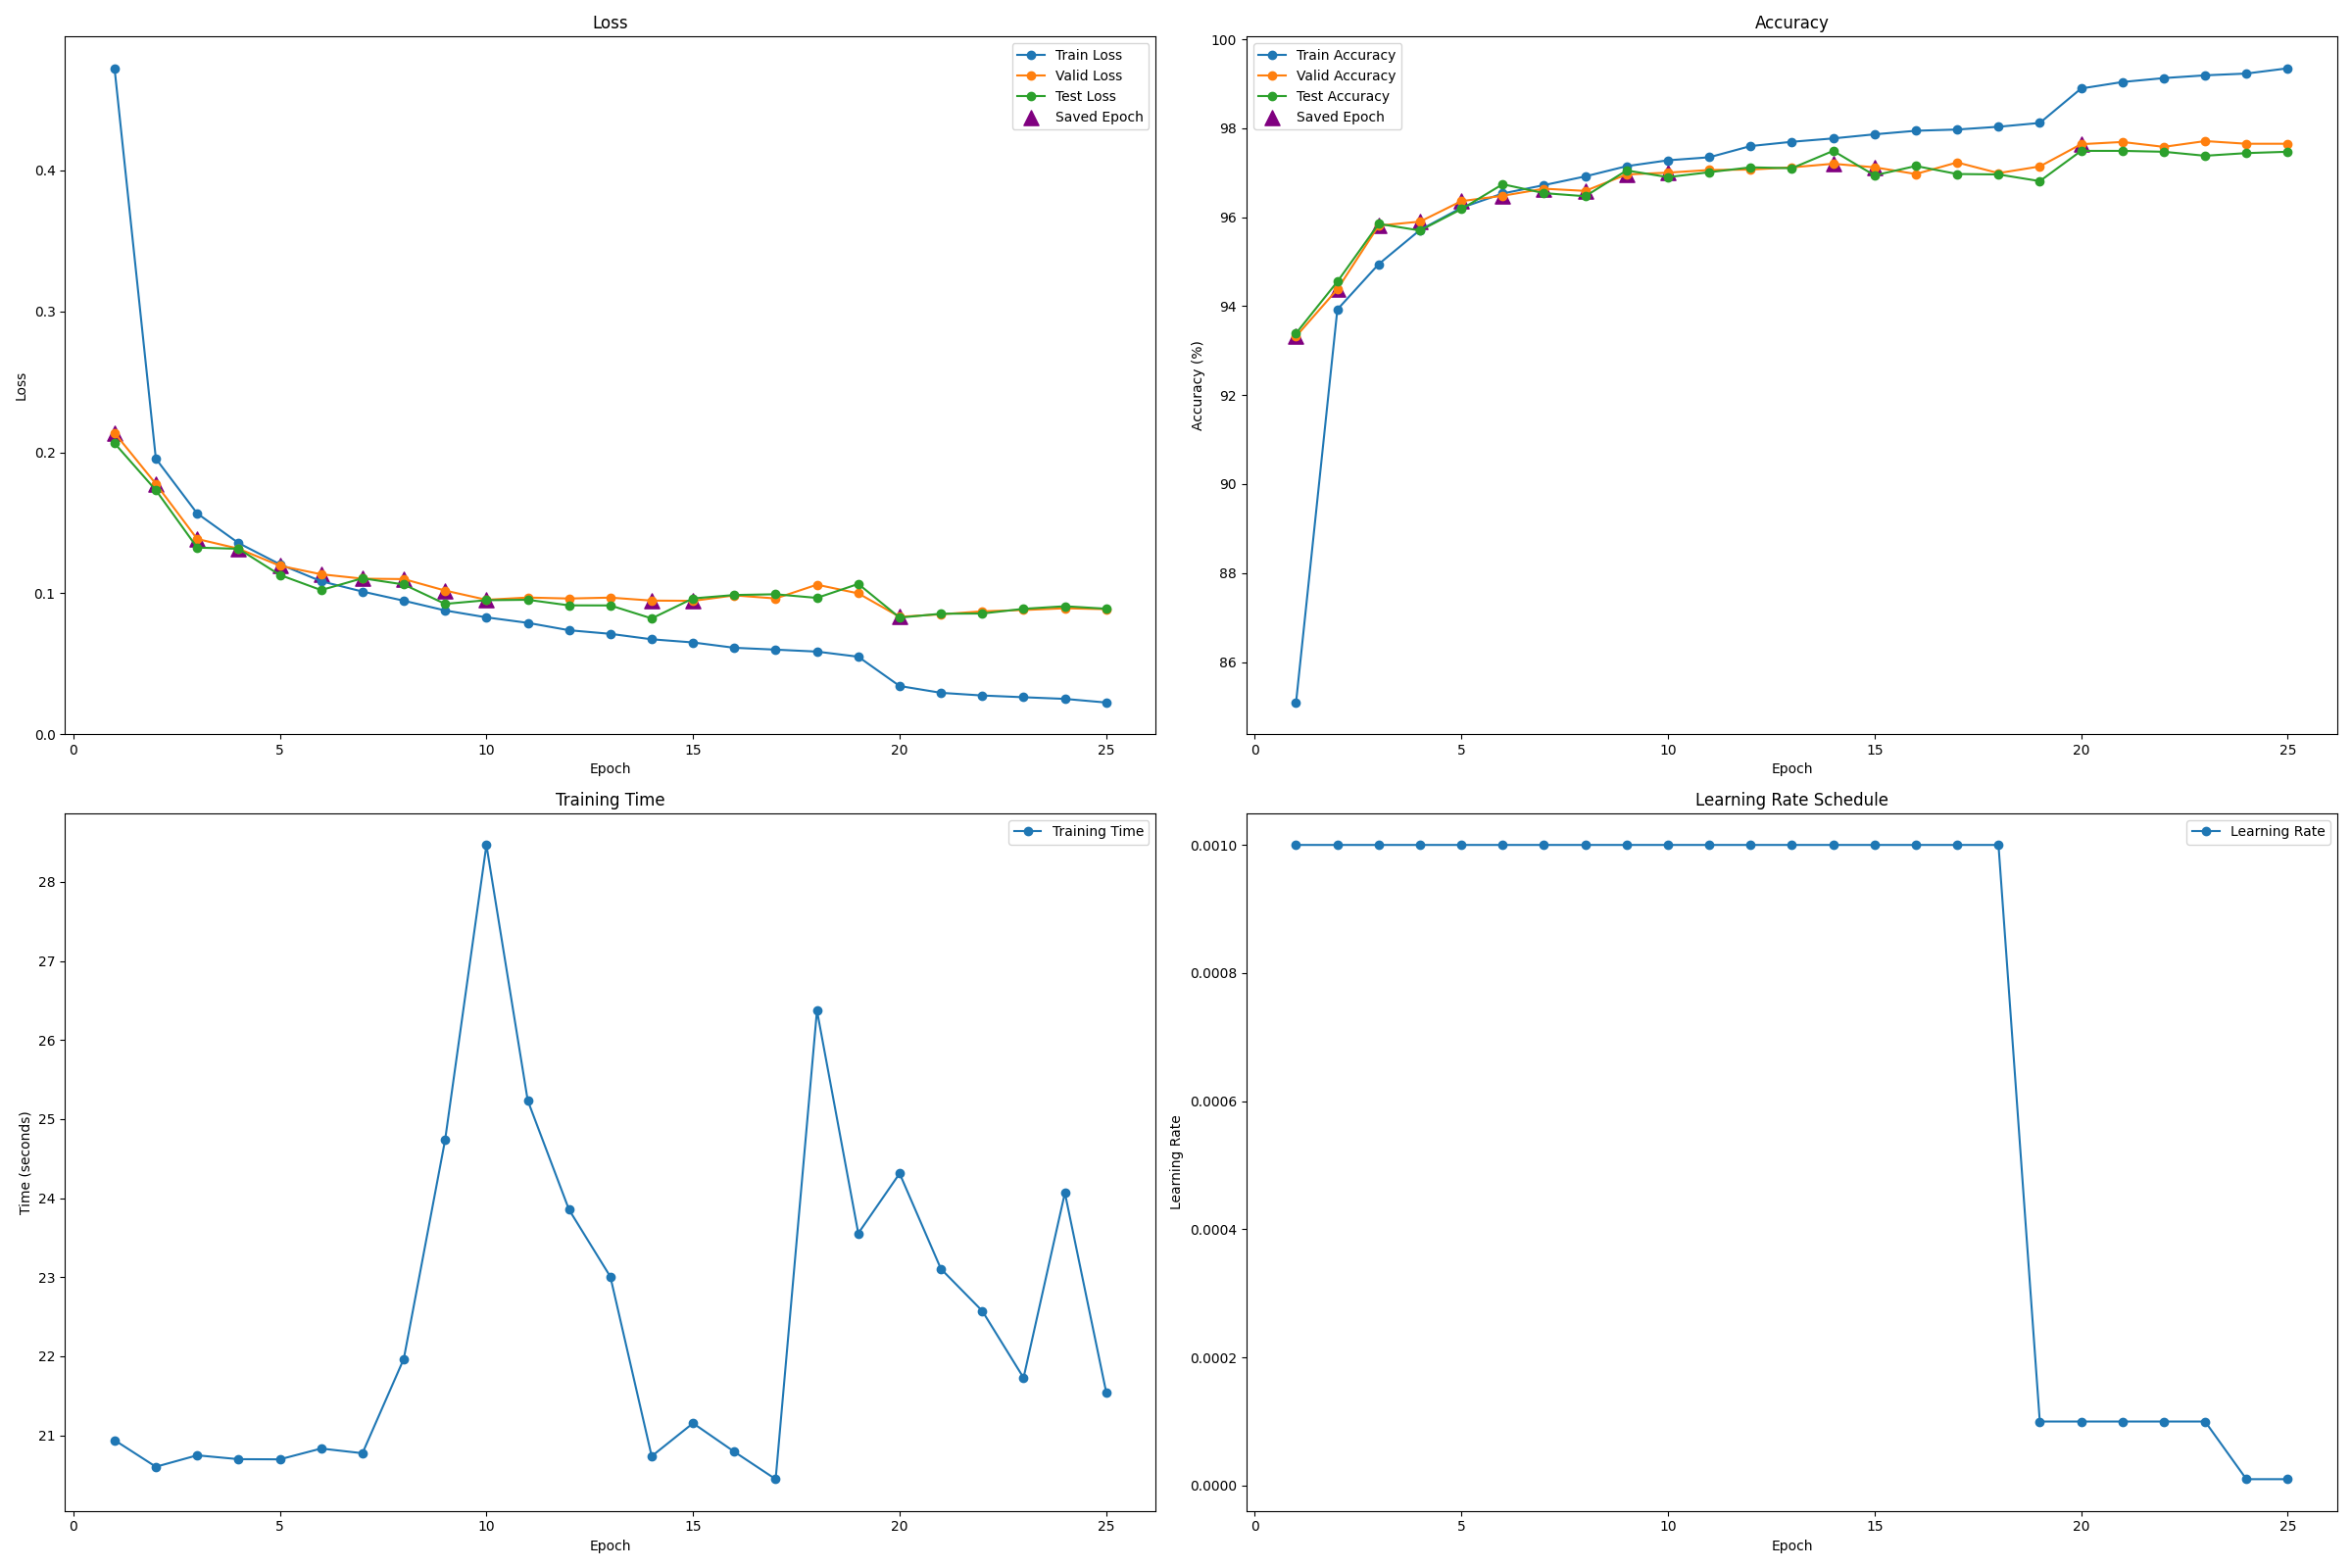 Loss
Train Loss
Valid Loss
Test Loss
Saved Epoch
Loss
0.4
0.3
0.2
0.1
0.0
0 5 10 15 20 25
Epoch
Accuracy
Train Accuracy
Valid Accuracy
Test Accuracy
Saved Epoch
Accuracy (%)
100
98
96
94
92
90
88
86
0 5 10 15 20 25
Epoch
Training Time
Training Time
Time (seconds)
28
27
26
25
24
23
22
21
0 5 10 15 20 25
Epoch
Learning Rate Schedule
Learning Rate
Learning Rate
0.0010
0.0008
0.0006
0.0004
0.0002
0.0000
0 5 10 15 20 25
Epoch